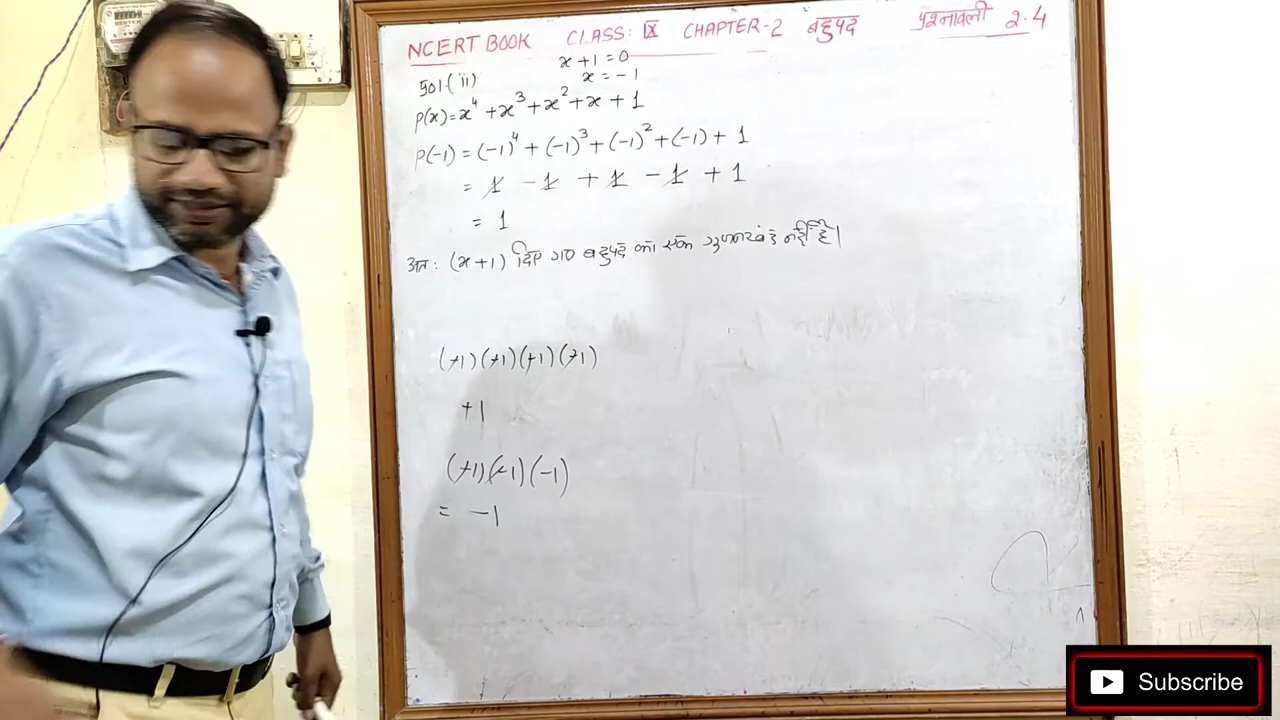 NCERT BOOK CLASS: IX CHAPTER-2 बहुपद प्रश्नावली 2.4
x+1=0
x=-1
501.(ii)
p(x)=x⁴+x³+x²+x+1
p(-1)=(-1)⁴+(-1)³+(-1)²+(-1)+1
= 1 -1 +1 -1 +1
= 1
अतः (x+1) दिए गए बहुपद का एक गुणनखंड नहीं है।
(-1)(-1)(-1)(-1)
+1
(-1)(-1)(-1)
= -1
Subscribe